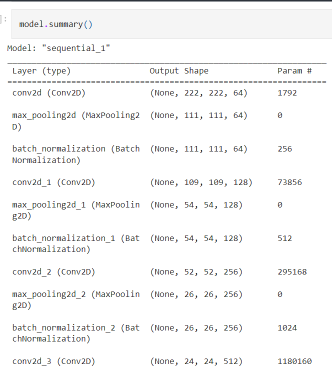 model.summary()
Model: "sequential_1"
Layer (type) Output Shape Param #
conv2d (Conv2D) (None, 222, 222, 64) 1792
max_pooling2d (MaxPooling2 (None, 111, 111, 64) 0
D)
batch_normalization (Batch (None, 111, 111, 64) 256
Normalization)
conv2d_1 (Conv2D) (None, 109, 109, 128) 73856
max_pooling2d_1 (MaxPoolin (None, 54, 54, 128) 0
g2D)
batch_normalization_1 (Bat (None, 54, 54, 128) 512
chNormalization)
conv2d_2 (Conv2D) (None, 52, 52, 256) 295168
max_pooling2d_2 (MaxPoolin (None, 26, 26, 256) 0
g2D)
batch_normalization_2 (Bat (None, 26, 26, 256) 1024
chNormalization)
conv2d_3 (Conv2D) (None, 24, 24, 512) 1180160